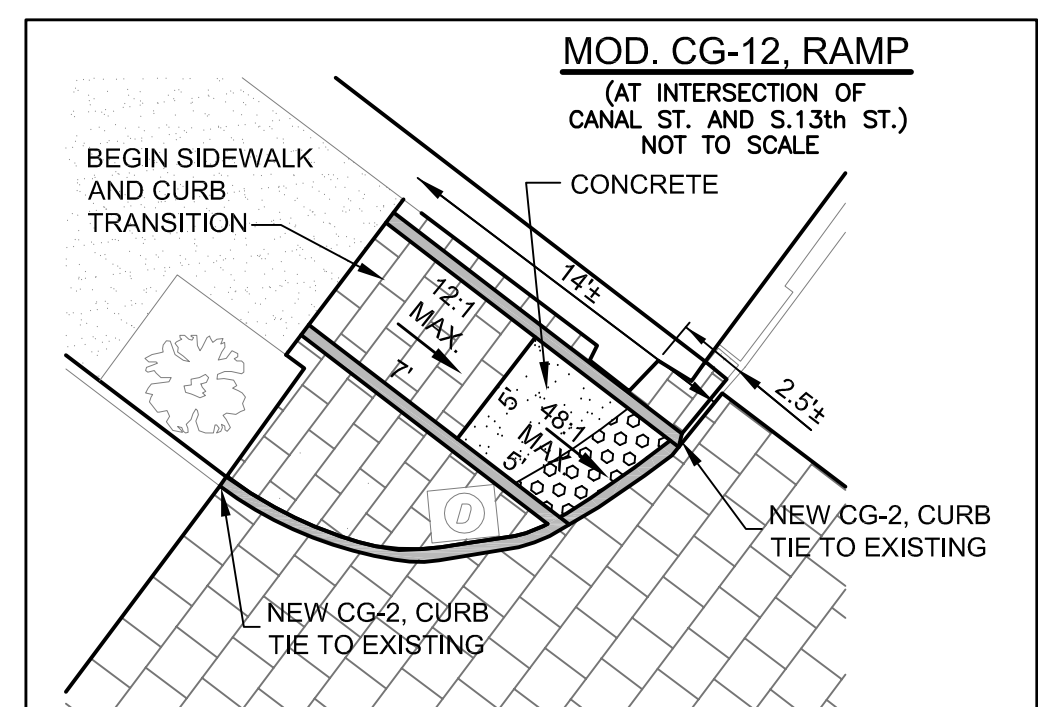 MOD. CG-12, RAMP
(AT INTERSECTION OF
CANAL ST. AND S.13th ST.)
NOT TO SCALE
BEGIN SIDEWALK
AND CURB
TRANSITION
CONCRETE
14'±
12:1
MAX.
7'
5'
48:1
MAX.
5'
2.5'±
D
NEW CG-2, CURB
TIE TO EXISTING
NEW CG-2, CURB
TIE TO EXISTING